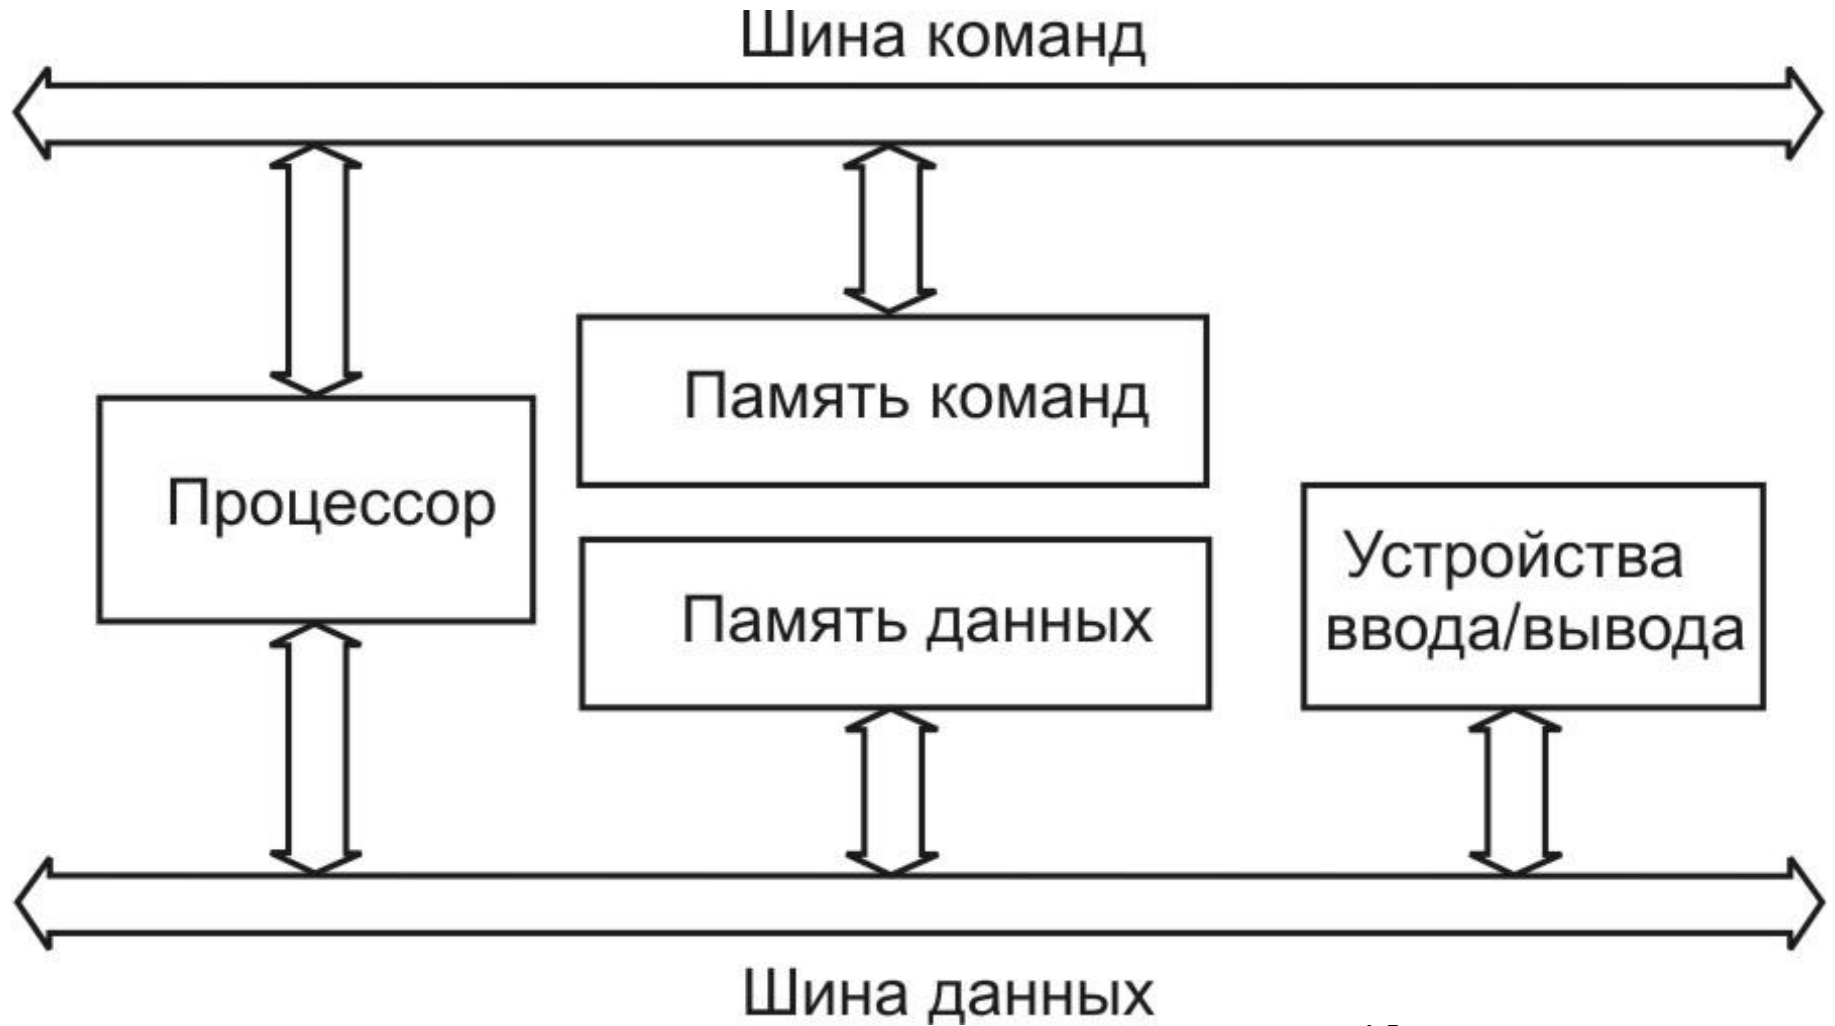 Шина команд
Память команд
Процессор
Память данных
Устройства
ввода/вывода
Шина данных